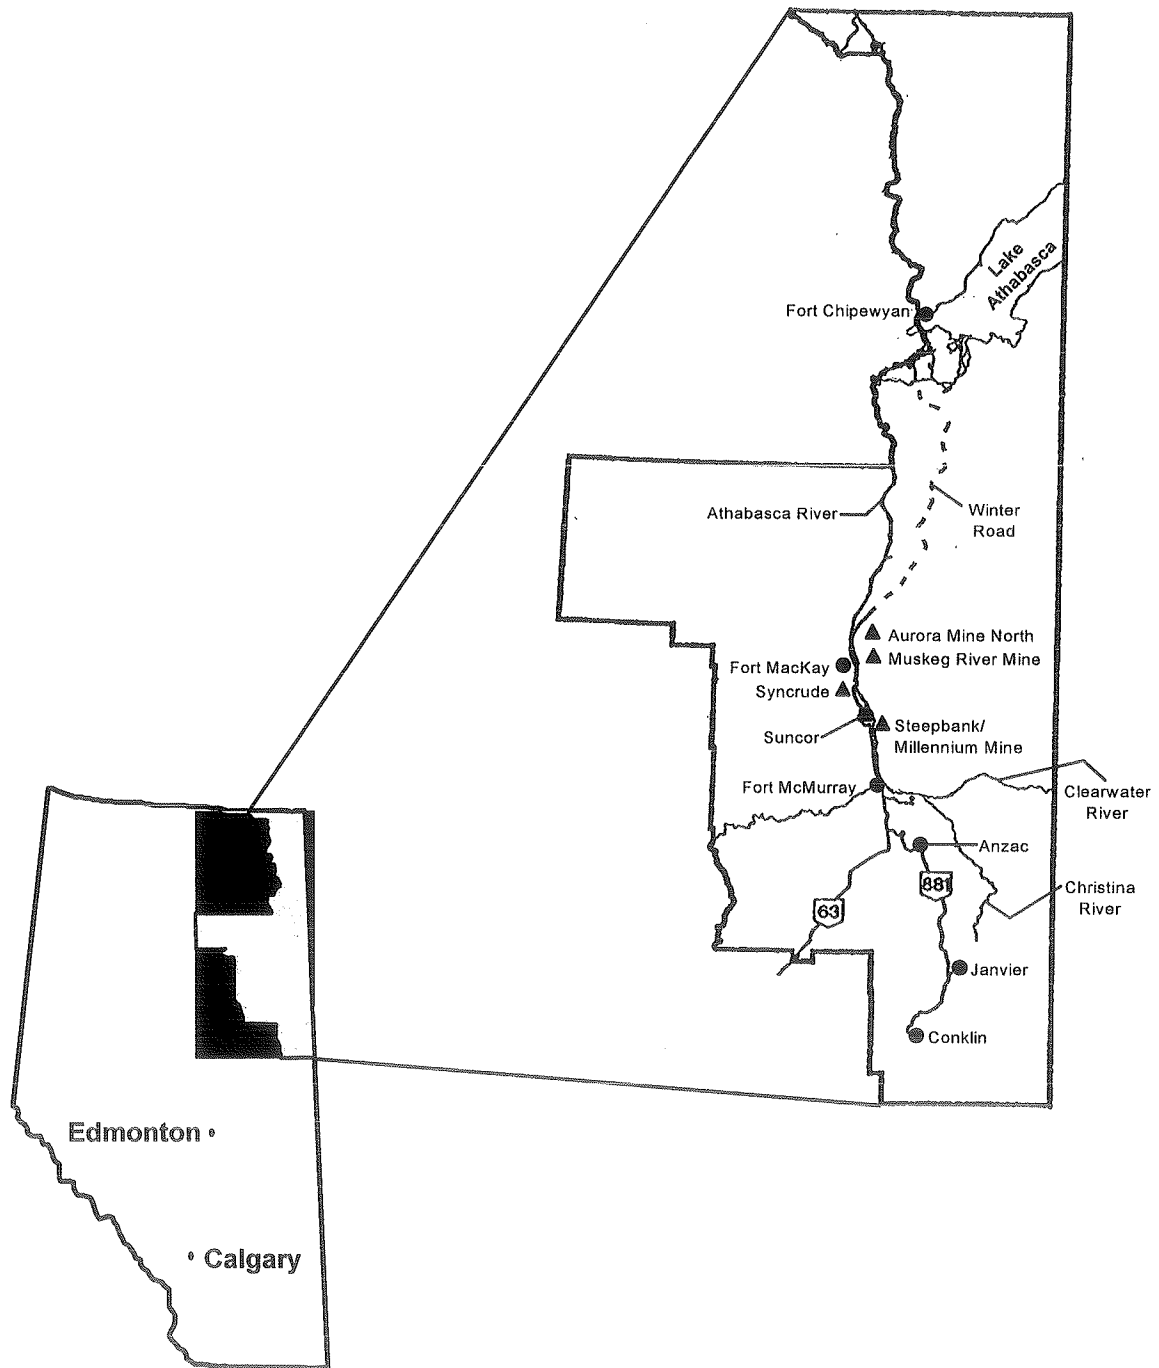 Lake
Athabasca
Fort Chipewyan
Athabasca River
Winter
Road
Aurora Mine North
Muskeg River Mine
Fort MacKay
Syncrude
Suncor
Steepbank/
Millennium Mine
Fort McMurray
Clearwater
River
Anzac
881
Christina
River
63
Janvier
Conklin
Edmonton
Calgary